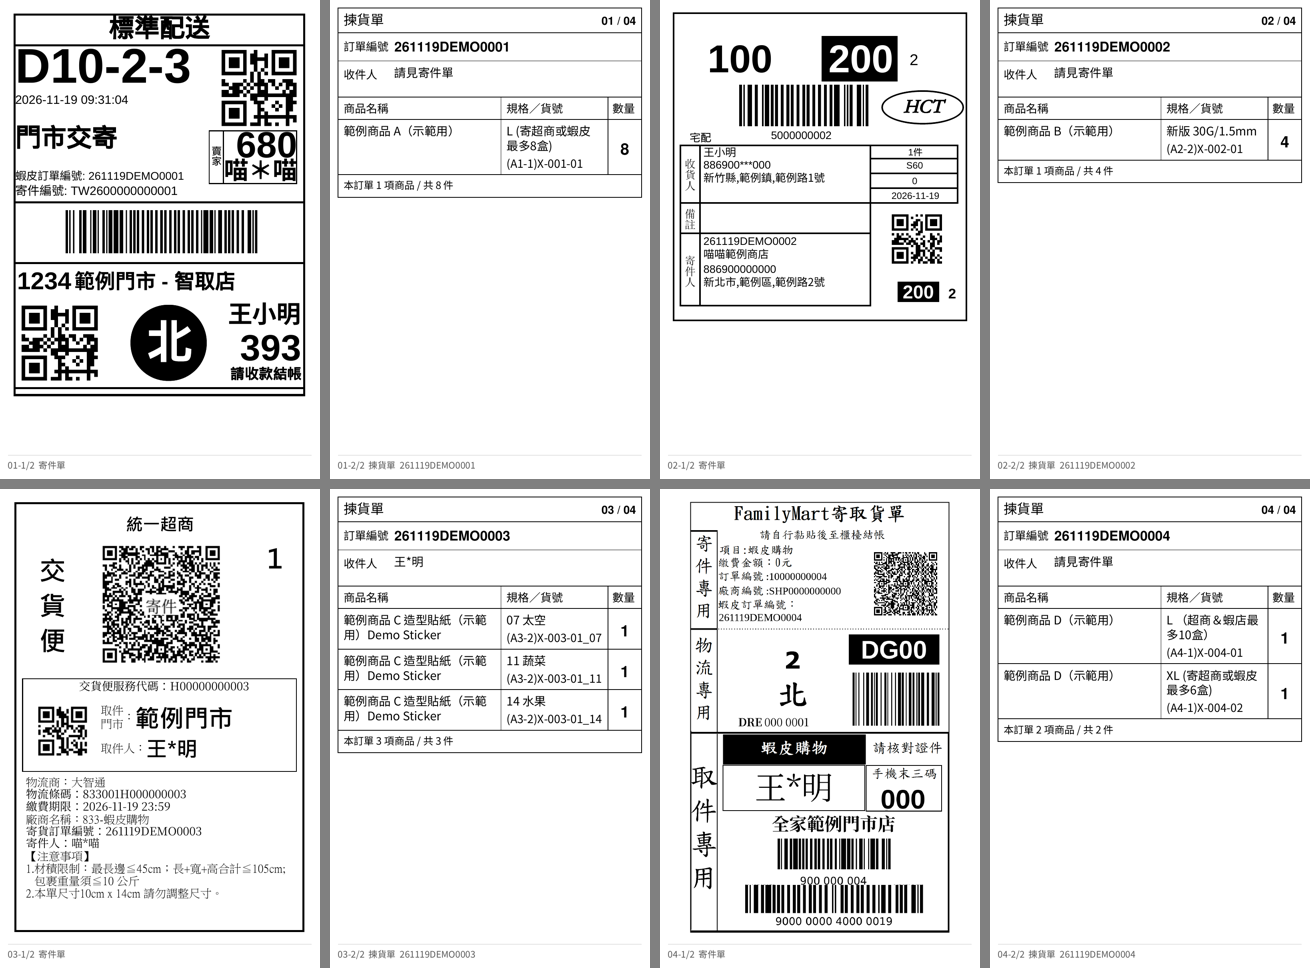 標準配送
D10-2-3
2026-11-19 09:31:04
門市交寄
賣家
680
喵＊喵
蝦皮訂單編號: 261119DEMO0001
寄件編號: TW2600000000001
1234 範例門市 - 智取店
北
王小明
393
請收款結帳
01-1/2 寄件單
揀貨單 01 / 04
訂單編號 261119DEMO0001
收件人 請見寄件單
商品名稱 規格／貨號 數量
範例商品 A（示範用） L (寄超商或蝦皮
最多8盒) 8
(A1-1)X-001-01
本訂單 1 項商品 / 共 8 件
01-2/2 揀貨單 261119DEMO0001
100 200 2
HCT
5000000002
宅配
收貨人
王小明
886900***000
新竹縣,範例鎮,範例路1號
1件
S60
0
2026-11-19
備註
寄件人
261119DEMO0002
喵喵範例商店
886900000000
新北市,範例區,範例路2號
200 2
02-1/2 寄件單
揀貨單 02 / 04
訂單編號 261119DEMO0002
收件人 請見寄件單
商品名稱 規格／貨號 數量
範例商品 B（示範用） 新版 30G/1.5mm 4
(A2-2)X-002-01
本訂單 1 項商品 / 共 4 件
02-2/2 揀貨單 261119DEMO0002
統一超商
交貨便
寄件
1
交貨便服務代碼：H00000000003
取件門市： 範例門市
取件人： 王*明
物流商：大智通
物流條碼：833001H000000003
繳費期限：2026-11-19 23:59
廠商名稱：833-蝦皮購物
寄貨訂單編號：261119DEMO0003
寄件人：喵*喵
【注意事項】
1.材積限制：最長邊≦45cm；長+寬+高合計≦105cm;
包裹重量須≦10 公斤
2.本單尺寸10cm x 14cm 請勿調整尺寸。
03-1/2 寄件單
揀貨單 03 / 04
訂單編號 261119DEMO0003
收件人 王*明
商品名稱 規格／貨號 數量
範例商品 C 造型貼紙（示範 07 太空 1
用）Demo Sticker (A3-2)X-003-01_07
範例商品 C 造型貼紙（示範 11 蔬菜 1
用）Demo Sticker (A3-2)X-003-01_11
範例商品 C 造型貼紙（示範 14 水果 1
用）Demo Sticker (A3-2)X-003-01_14
本訂單 3 項商品 / 共 3 件
03-2/2 揀貨單 261119DEMO0003
FamilyMart寄取貨單
請自行黏貼後至櫃檯結帳
寄件專用
項目:蝦皮購物
繳費金額：0元
訂單編號:10000000004
廠商編號:SHP0000000000
蝦皮訂單編號：
261119DEMO0004
物流專用
2
北
DG00
DRE 000 0001
取件專用
蝦皮購物 請核對證件
王*明
手機末三碼
000
全家範例門市店
900 000 004
9000 0000 4000 0019
04-1/2 寄件單
揀貨單 04 / 04
訂單編號 261119DEMO0004
收件人 請見寄件單
商品名稱 規格／貨號 數量
範例商品 D（示範用） L （超商＆蝦店最
多10盒） 1
(A4-1)X-004-01
範例商品 D（示範用） XL (寄超商或蝦皮
最多6盒) 1
(A4-1)X-004-02
本訂單 2 項商品 / 共 2 件
04-2/2 揀貨單 261119DEMO0004